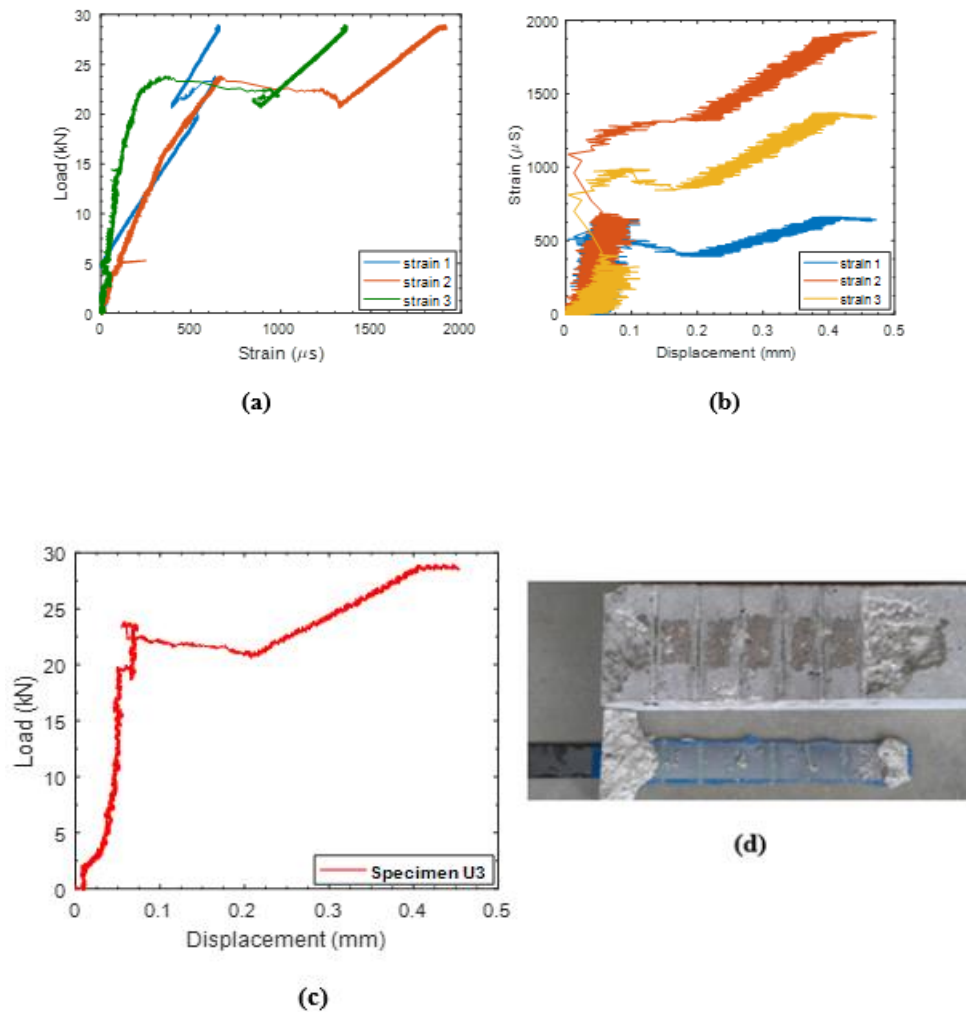 30
25
20
15
10
5
0
Load (kN)
0
500
1000
1500
2000
Strain (μs)
strain 1
strain 2
strain 3
(a)
2000
1500
1000
500
0
Strain (μS)
0
0.1
0.2
0.3
0.4
0.5
Displacement (mm)
strain 1
strain 2
strain 3
(b)
30
25
20
15
10
5
0
Load (kN)
0
0.1
0.2
0.3
0.4
0.5
Displacement (mm)
Specimen U3
(c)
(d)